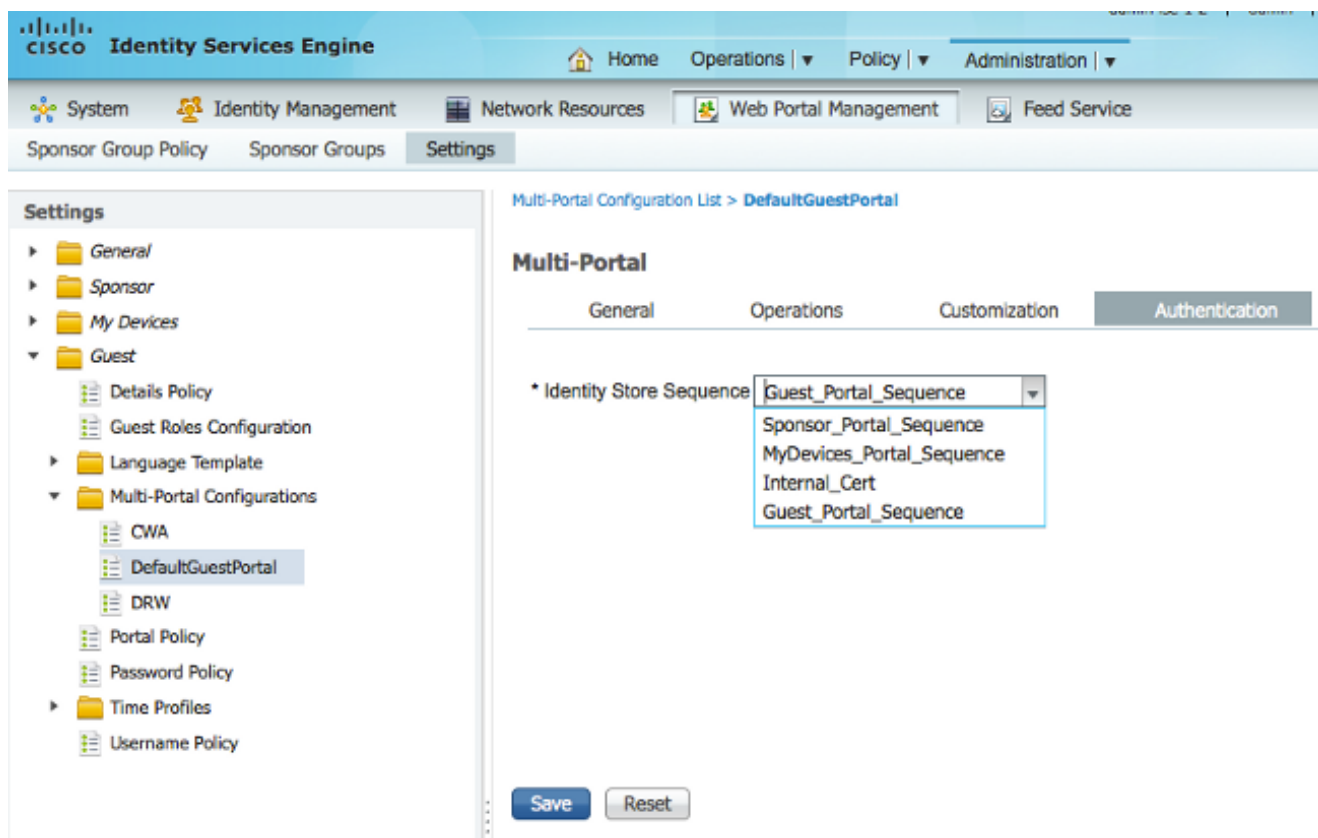 CISCO Identity Services Engine
Home Operations | ▼ Policy | ▼ Administration | ▼
System Identity Management Network Resources Web Portal Management Feed Service
Sponsor Group Policy Sponsor Groups Settings
Settings
General
Sponsor
My Devices
Guest
Details Policy
Guest Roles Configuration
Language Template
Multi-Portal Configurations
CWA
DefaultGuestPortal
DRW
Portal Policy
Password Policy
Time Profiles
Username Policy
Multi-Portal Configuration List > DefaultGuestPortal
Multi-Portal
General Operations Customization Authentication
* Identity Store Sequence Guest_Portal_Sequence
Sponsor_Portal_Sequence
MyDevices_Portal_Sequence
Internal_Cert
Guest_Portal_Sequence
Save Reset